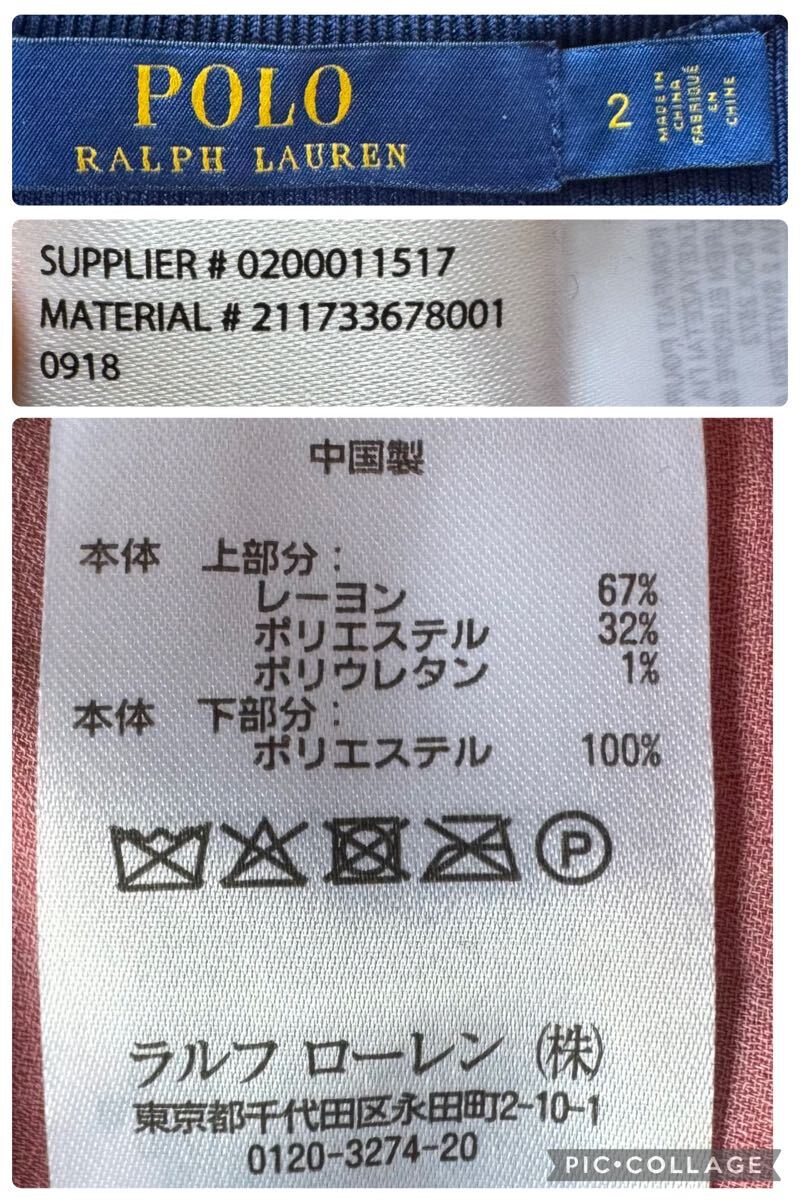 POLO
RALPH LAUREN
2
MADE IN
CHINA
FABRIQUÉ
EN
CHINE
SUPPLIER # 0200011517
MATERIAL # 211733678001
0918
中国製
本体 上部分:
レーヨン 67%
ポリエステル 32%
ポリウレタン 1%
本体 下部分:
ポリエステル 100%
P
ラルフ ローレン (株)
東京都千代田区永田町2-10-1
0120-3274-20
PIC•COLLAGE